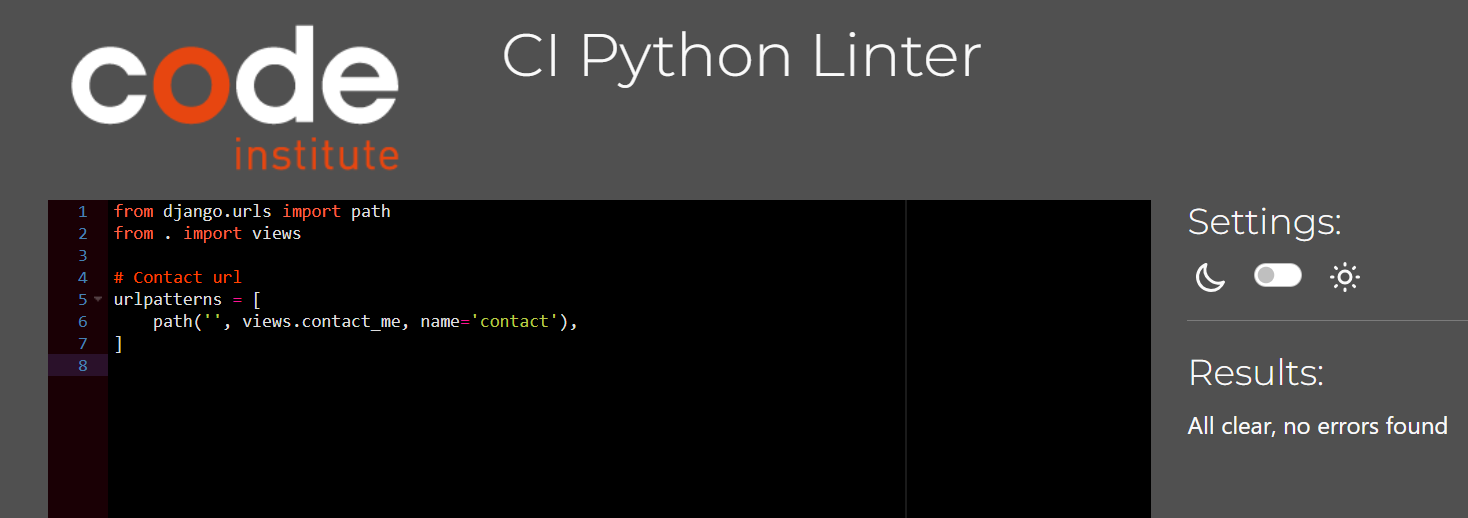 code
institute
CI Python Linter
1 from django.urls import path
2 from . import views
3
4 # Contact url
5 urlpatterns = [
6     path('', views.contact_me, name='contact'),
7 ]
8
Settings:
Results:
All clear, no errors found